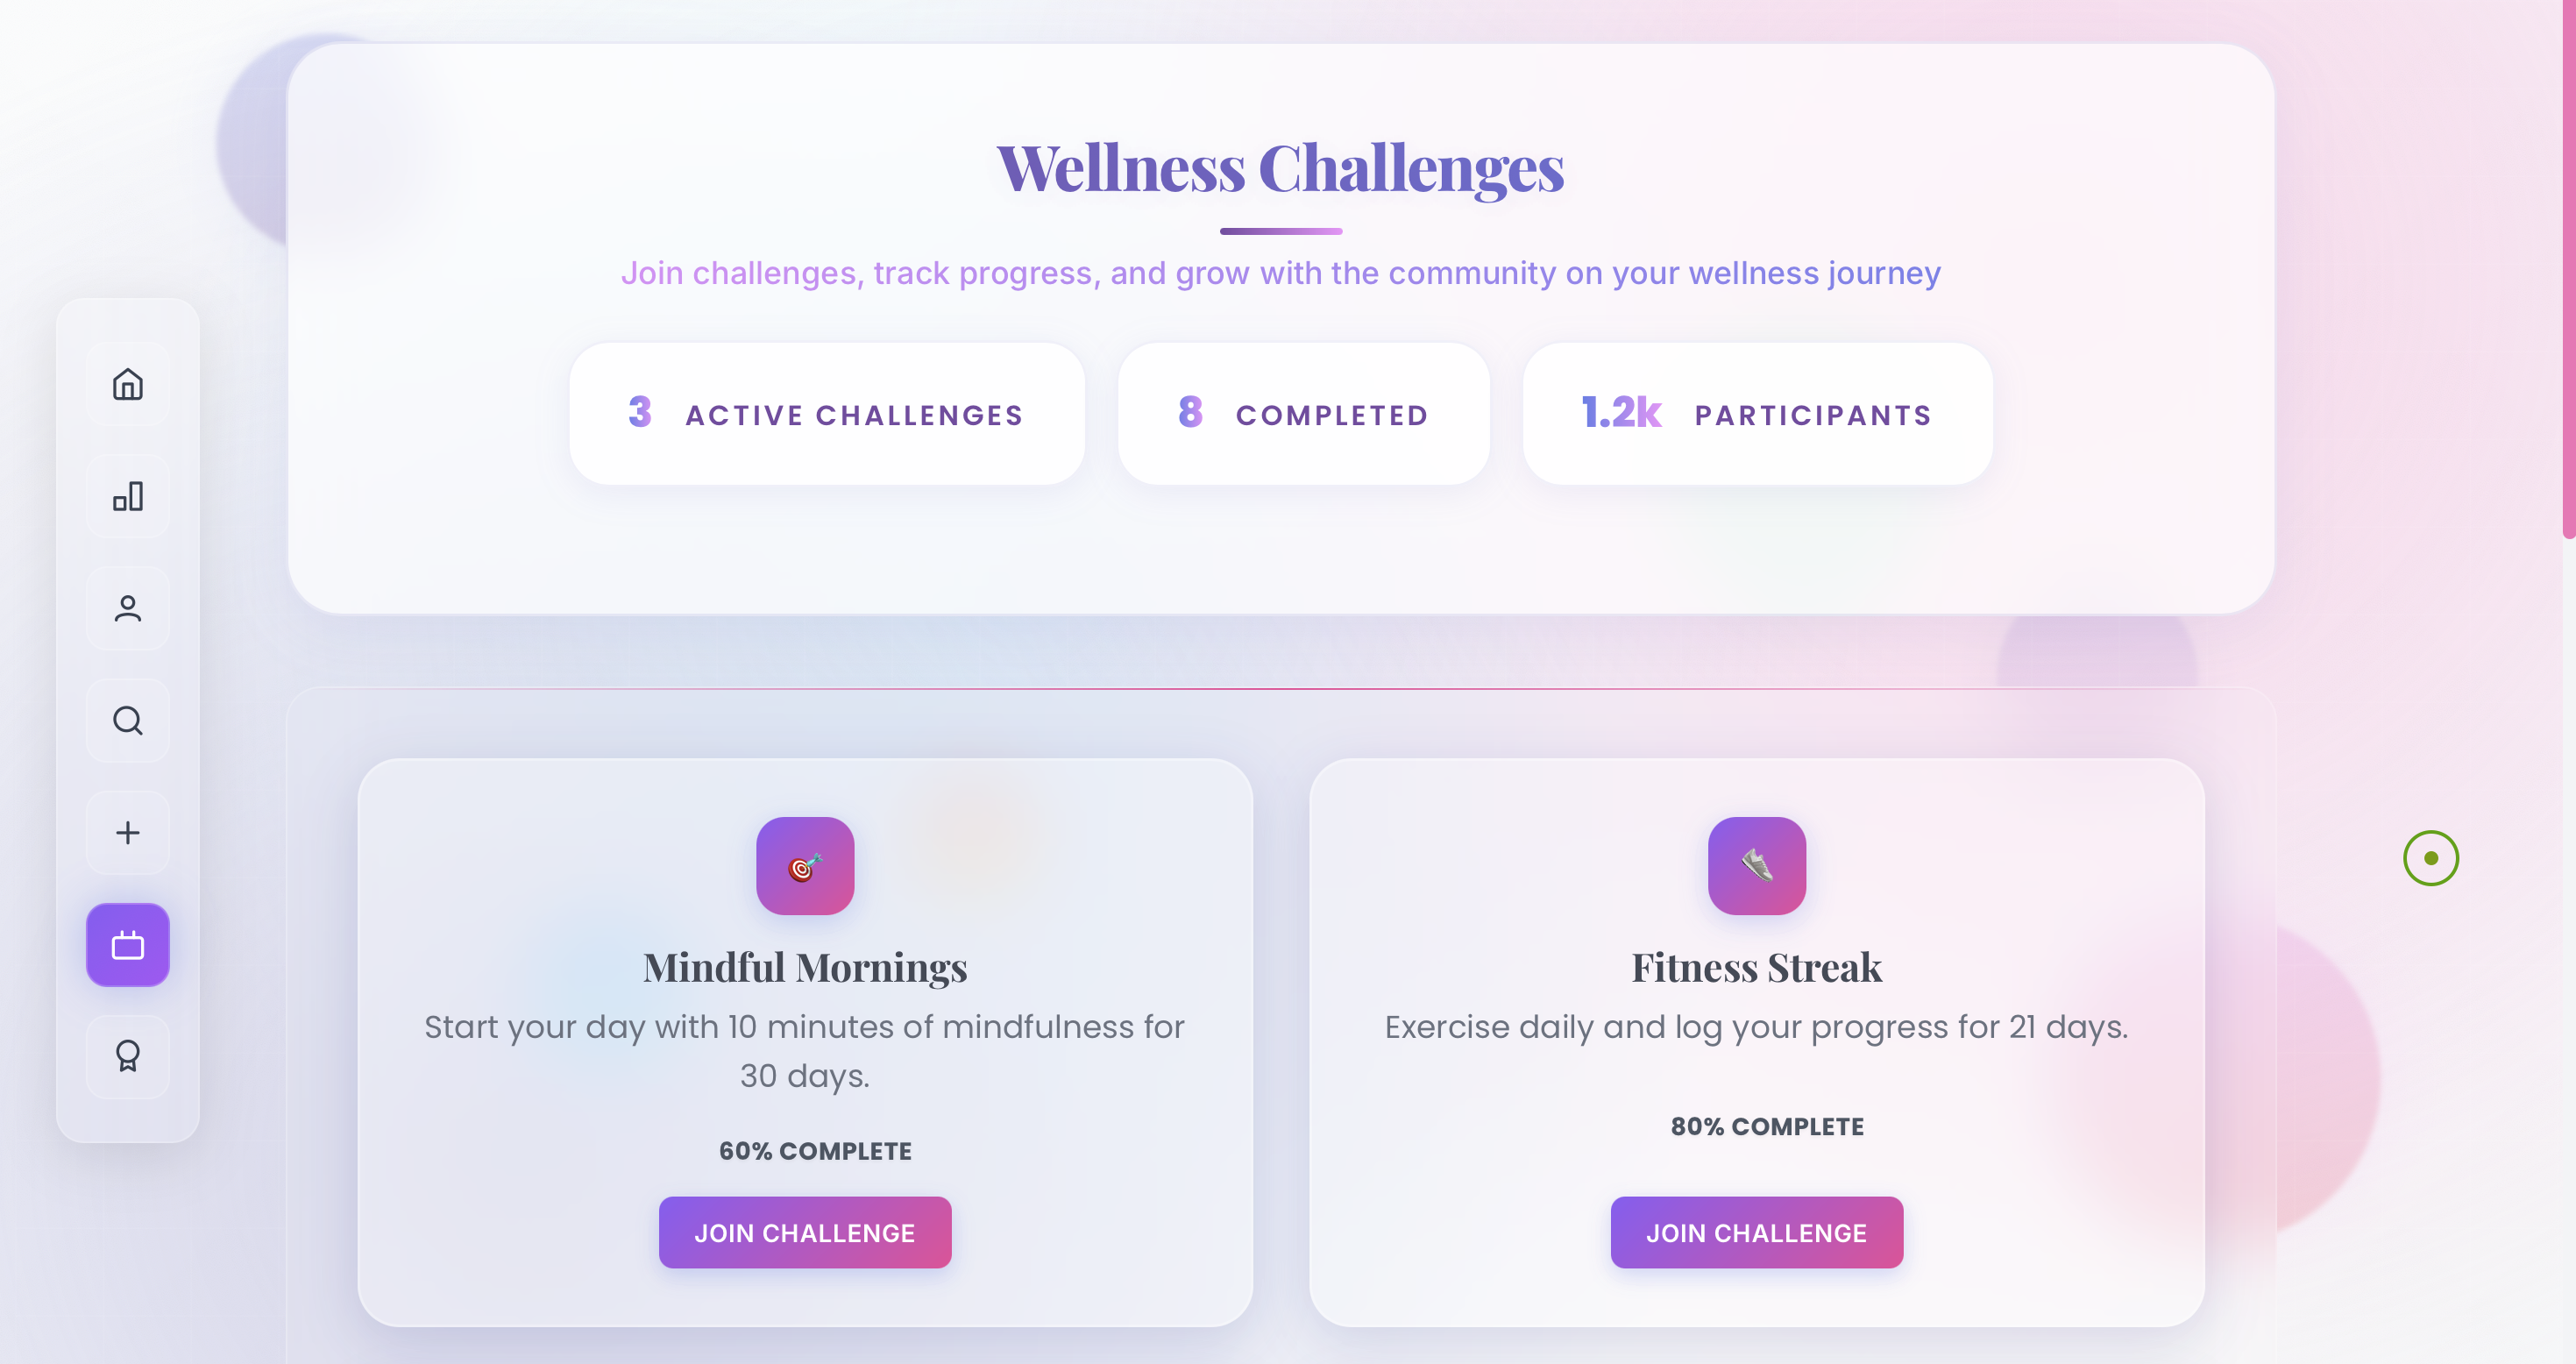 Wellness Challenges
Join challenges, track progress, and grow with the community on your wellness journey
3 ACTIVE CHALLENGES
8 COMPLETED
1.2k PARTICIPANTS
Mindful Mornings
Start your day with 10 minutes of mindfulness for
30 days.
60% COMPLETE
JOIN CHALLENGE
Fitness Streak
Exercise daily and log your progress for 21 days.
80% COMPLETE
JOIN CHALLENGE